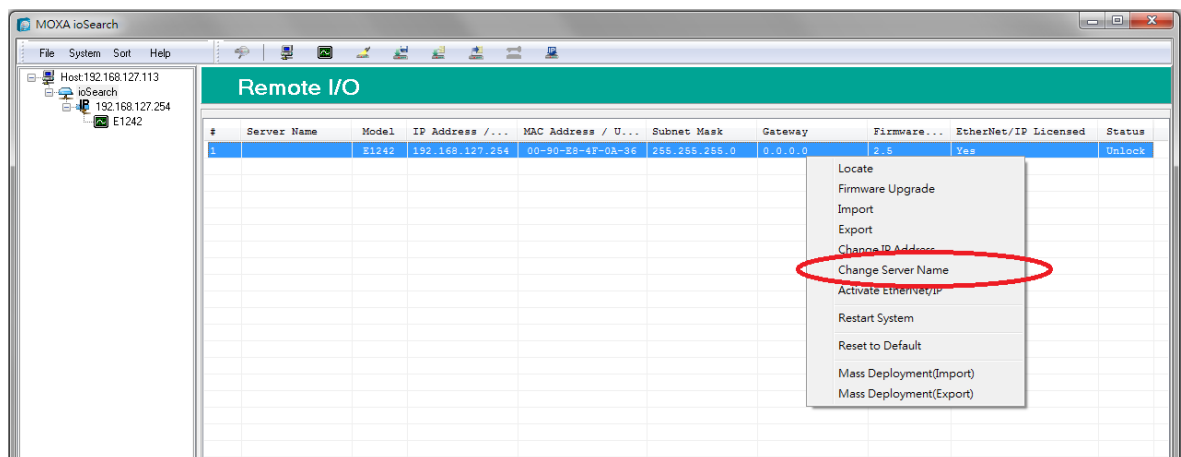 MOXA ioSearch
File System Sort Help
Host:192.168.127.113
ioSearch
192.168.127.254
E1242
Remote I/O
# Server Name Model IP Address /... MAC Address / U... Subnet Mask Gateway Firmware... EtherNet/IP Licensed Status
1 E1242 192.168.127.254 00-90-E8-4F-0A-36 255.255.255.0 0.0.0.0 2.5 Yes Unlock
Locate
Firmware Upgrade
Import
Export
Change IP Address
Change Server Name
Activate EtherNet/IP
Restart System
Reset to Default
Mass Deployment(Import)
Mass Deployment(Export)